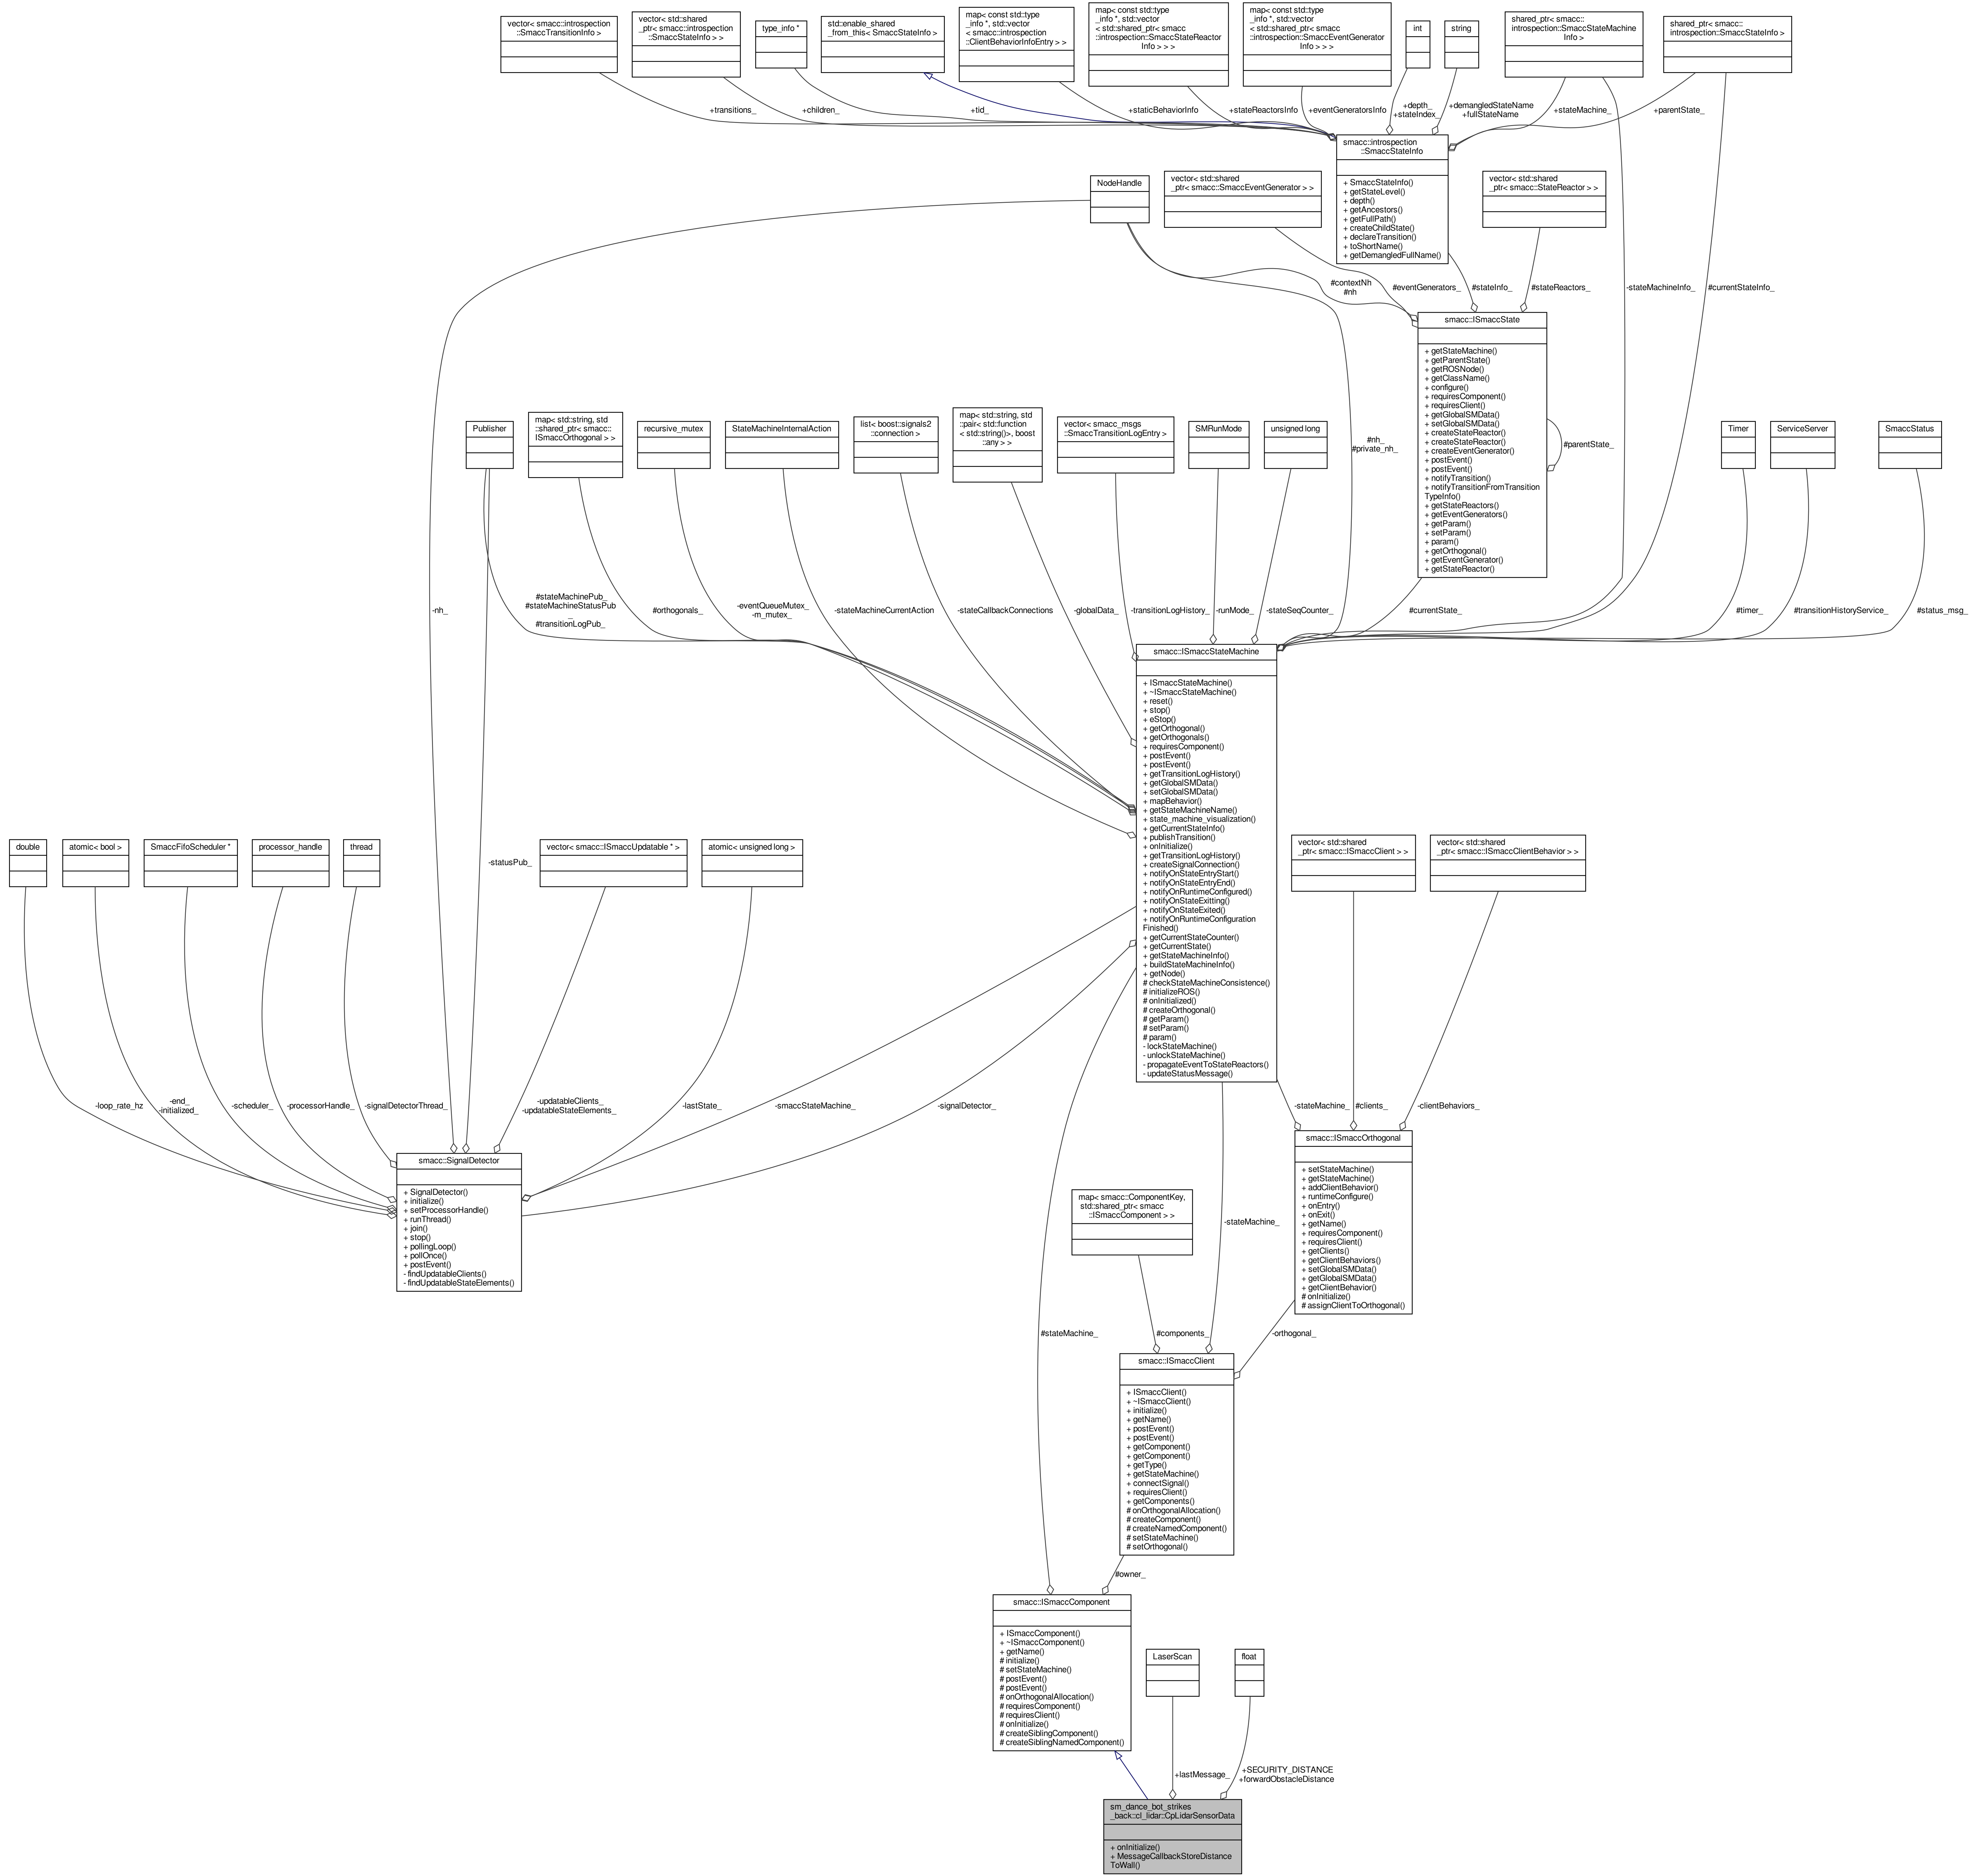 vector< smacc::introspection
::SmaccTransitionInfo >
vector< std::shared
_ptr< smacc::introspection
::SmaccStateInfo > >
type_info *
std::enable_shared
_from_this< SmaccStateInfo >
map< const std::type
_info *, std::vector
< smacc::introspection
::ClientBehaviorInfoEntry > >
map< const std::type
_info *, std::vector
< std::shared_ptr< smacc
::introspection::SmaccStateReactor
Info > > >
map< const std::type
_info *, std::vector
< std::shared_ptr< smacc
::introspection::SmaccEventGenerator
Info > > >
int
string
shared_ptr< smacc::
introspection::SmaccStateMachine
Info >
shared_ptr< smacc::
introspection::SmaccStateInfo >
+transitions_
+children_
+tid_
+staticBehaviorInfo
+stateReactorsInfo
+eventGeneratorsInfo
+depth_
+stateIndex_
+demangledStateName
+fullStateName
+stateMachine_
+parentState_
smacc::introspection
::SmaccStateInfo
+ SmaccStateInfo()
+ getStateLevel()
+ depth()
+ getAncestors()
+ getFullPath()
+ createChildState()
+ declareTransition()
+ toShortName()
+ getDemangledFullName()
NodeHandle
vector< std::shared
_ptr< smacc::SmaccEventGenerator > >
vector< std::shared
_ptr< smacc::StateReactor > >
#contextNh
#nh
#eventGenerators_
#stateInfo_
#stateReactors_
-stateMachineInfo_
#currentStateInfo_
smacc::ISmaccState
+ getStateMachine()
+ getParentState()
+ getROSNode()
+ getClassName()
+ configure()
+ requiresComponent()
+ requiresClient()
+ getGlobalSMData()
+ setGlobalSMData()
+ createStateReactor()
+ createStateReactor()
+ createEventGenerator()
+ postEvent()
+ postEvent()
+ notifyTransition()
+ notifyTransitionFromTransition
TypeInfo()
+ getStateReactors()
+ getEventGenerators()
+ getParam()
+ setParam()
+ param()
+ getOrthogonal()
+ getEventGenerator()
+ getStateReactor()
#parentState_
Publisher
map< std::string, std
::shared_ptr< smacc::
ISmaccOrthogonal > >
recursive_mutex
StateMachineInternalAction
list< boost::signals2
::connection >
map< std::string, std
::pair< std::function
< std::string()>, boost
::any > >
vector< smacc_msgs
::SmaccTransitionLogEntry >
SMRunMode
unsigned long
#nh_
#private_nh_
Timer
ServiceServer
SmaccStatus
-nh_
#stateMachinePub_
#stateMachineStatusPub
_
#transitionLogPub_
#orthogonals_
-eventQueueMutex_
-m_mutex_
-stateMachineCurrentAction
-stateCallbackConnections
-globalData_
-transitionLogHistory_
-runMode_
-stateSeqCounter_
#currentState_
#timer_
#transitionHistoryService_
#status_msg_
smacc::ISmaccStateMachine
+ ISmaccStateMachine()
+ ~ISmaccStateMachine()
+ reset()
+ stop()
+ eStop()
+ getOrthogonal()
+ getOrthogonals()
+ requiresComponent()
+ postEvent()
+ postEvent()
+ getTransitionLogHistory()
+ getGlobalSMData()
+ setGlobalSMData()
+ mapBehavior()
+ getStateMachineName()
+ state_machine_visualization()
+ getCurrentStateInfo()
+ publishTransition()
+ onInitialize()
+ getTransitionLogHistory()
+ createSignalConnection()
+ notifyOnStateEntryStart()
+ notifyOnStateEntryEnd()
+ notifyOnRuntimeConfigured()
+ notifyOnStateExitting()
+ notifyOnStateExited()
+ notifyOnRuntimeConfiguration
Finished()
+ getCurrentStateCounter()
+ getCurrentState()
+ getStateMachineInfo()
+ buildStateMachineInfo()
+ getNode()
# checkStateMachineConsistence()
# initializeROS()
# onInitialized()
# createOrthogonal()
# getParam()
# setParam()
# param()
- lockStateMachine()
- unlockStateMachine()
- propagateEventToStateReactors()
- updateStatusMessage()
double
atomic< bool >
SmaccFifoScheduler *
processor_handle
thread
-statusPub_
vector< smacc::ISmaccUpdatable * >
atomic< unsigned long >
vector< std::shared
_ptr< smacc::ISmaccClient > >
vector< std::shared
_ptr< smacc::ISmaccClientBehavior > >
-loop_rate_hz
-end_
-initialized_
-scheduler_
-processorHandle_
-signalDetectorThread_
-updatableClients_
-updatableStateElements_
-lastState_
-smaccStateMachine_
-signalDetector_
-stateMachine_
#clients_
-clientBehaviors_
smacc::SignalDetector
+ SignalDetector()
+ initialize()
+ setProcessorHandle()
+ runThread()
+ join()
+ stop()
+ pollingLoop()
+ pollOnce()
+ postEvent()
- findUpdatableClients()
- findUpdatableStateElements()
smacc::ISmaccOrthogonal
+ setStateMachine()
+ getStateMachine()
+ addClientBehavior()
+ runtimeConfigure()
+ onEntry()
+ onExit()
+ getName()
+ requiresComponent()
+ requiresClient()
+ getClients()
+ getClientBehaviors()
+ setGlobalSMData()
+ getGlobalSMData()
+ getClientBehavior()
# onInitialize()
# assignClientToOrthogonal()
map< smacc::ComponentKey,
std::shared_ptr< smacc
::ISmaccComponent > >
-stateMachine_
#stateMachine_
#components_
-orthogonal_
smacc::ISmaccClient
+ ISmaccClient()
+ ~ISmaccClient()
+ initialize()
+ getName()
+ postEvent()
+ postEvent()
+ getComponent()
+ getComponent()
+ getType()
+ getStateMachine()
+ connectSignal()
+ requiresClient()
+ getComponents()
# onOrthogonalAllocation()
# createComponent()
# createNamedComponent()
# setStateMachine()
# setOrthogonal()
#owner_
smacc::ISmaccComponent
+ ISmaccComponent()
+ ~ISmaccComponent()
+ getName()
# initialize()
# setStateMachine()
# postEvent()
# postEvent()
# onOrthogonalAllocation()
# requiresComponent()
# requiresClient()
# onInitialize()
# createSiblingComponent()
# createSiblingNamedComponent()
LaserScan
float
+lastMessage_
+SECURITY_DISTANCE
+forwardObstacleDistance
sm_dance_bot_strikes
_back::cl_lidar::CpLidarSensorData
+ onInitialize()
+ MessageCallbackStoreDistance
ToWall()